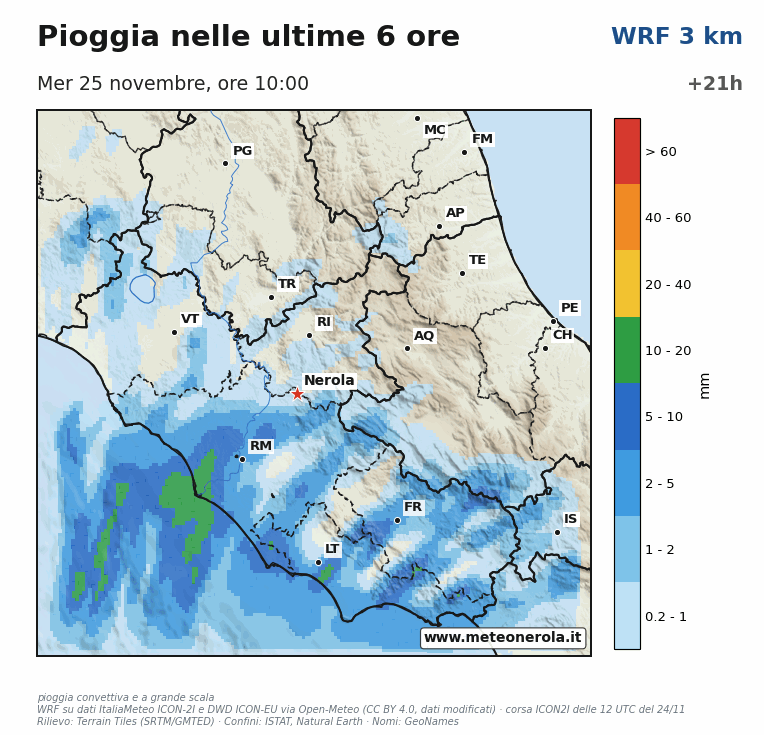 Pioggia nelle ultime 6 ore
WRF 3 km
Mer 25 novembre, ore 10:00
+21h
MC
FM
PG
AP
TE
TR
PE
VT
RI
AQ
CH
Nerola
RM
FR
IS
LT
www.meteonerola.it
> 60
40 - 60
20 - 40
10 - 20
5 - 10
2 - 5
1 - 2
0.2 - 1
mm
pioggia convettiva e a grande scala
WRF su dati ItaliaMeteo ICON-2I e DWD ICON-EU via Open-Meteo (CC BY 4.0, dati modificati) · corsa ICON2I delle 12 UTC del 24/11
Rilievo: Terrain Tiles (SRTM/GMTED) · Confini: ISTAT, Natural Earth · Nomi: GeoNames